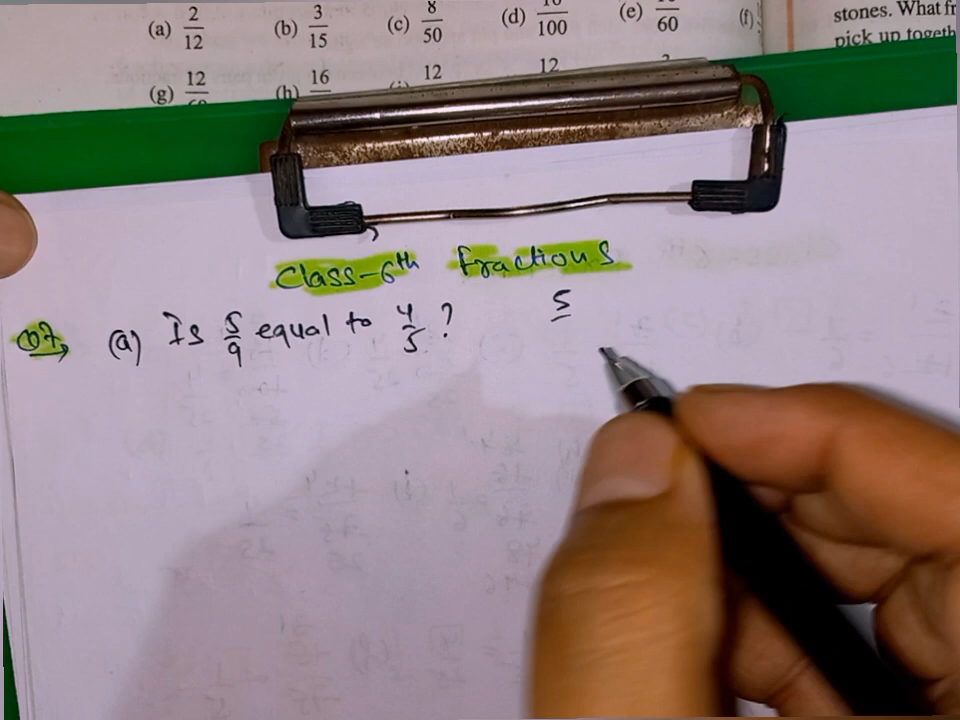 (a) 2/12 (b) 3/15 (c) 8/50 (d) /100 (e) /60 (f)
stones. What fr
pick up togeth
(g) 12 (h) 16 12 12
Class-6th fractions
Q7, (a) Is 5/9 equal to 4/5 ? 5